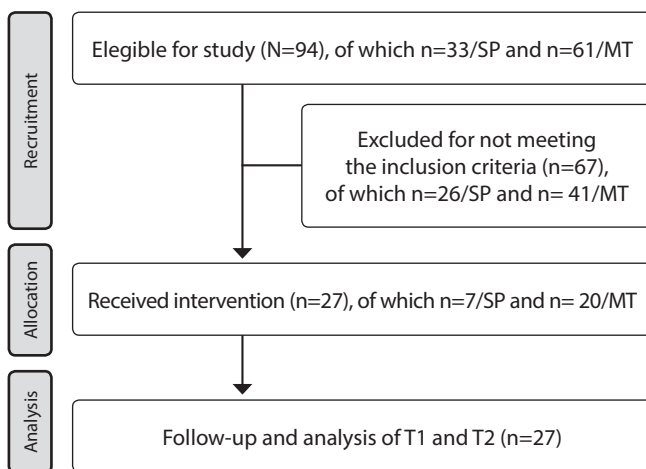 Recruitment
Elegible for study (N=94), of which n=33/SP and n=61/MT
Excluded for not meeting
the inclusion criteria (n=67),
of which n=26/SP and n= 41/MT
Allocation
Received intervention (n=27), of which n=7/SP and n= 20/MT
Analysis
Follow-up and analysis of T1 and T2 (n=27)